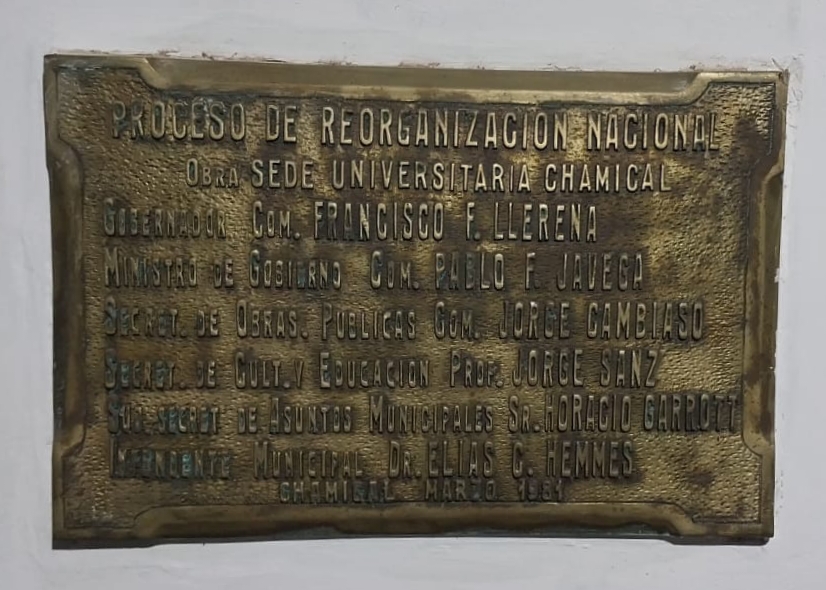 PROCESO DE REORGANIZACION NACIONAL
OBRA SEDE UNIVERSITARIA CHAMICAL
GOBERNADOR COM. FRANCISCO F. LLERENA
MINISTRO DE GOBIERNO COM. PABLO F. JAVEGA
SECRET. DE OBRAS. PUBLICAS COM. JORGE CAMBIASO
SECRET. DE CULT. Y EDUCACION PROF. JORGE SANZ
SUB. SECRET DE ASUNTOS MUNICIPALES SR. HORACIO GARROTT
INTENDENTE MUNICIPAL DR. ELIAS C. HEMMES
CHAMICAL MARZO 1981